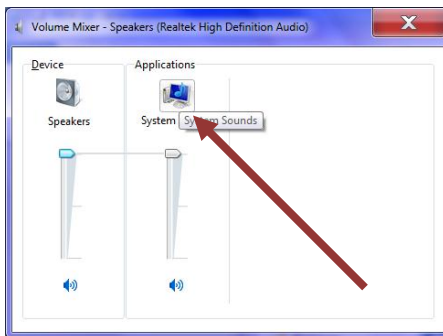 Volume Mixer - Speakers (Realtek High Definition Audio)
Device
Applications
Speakers
System
System Sounds